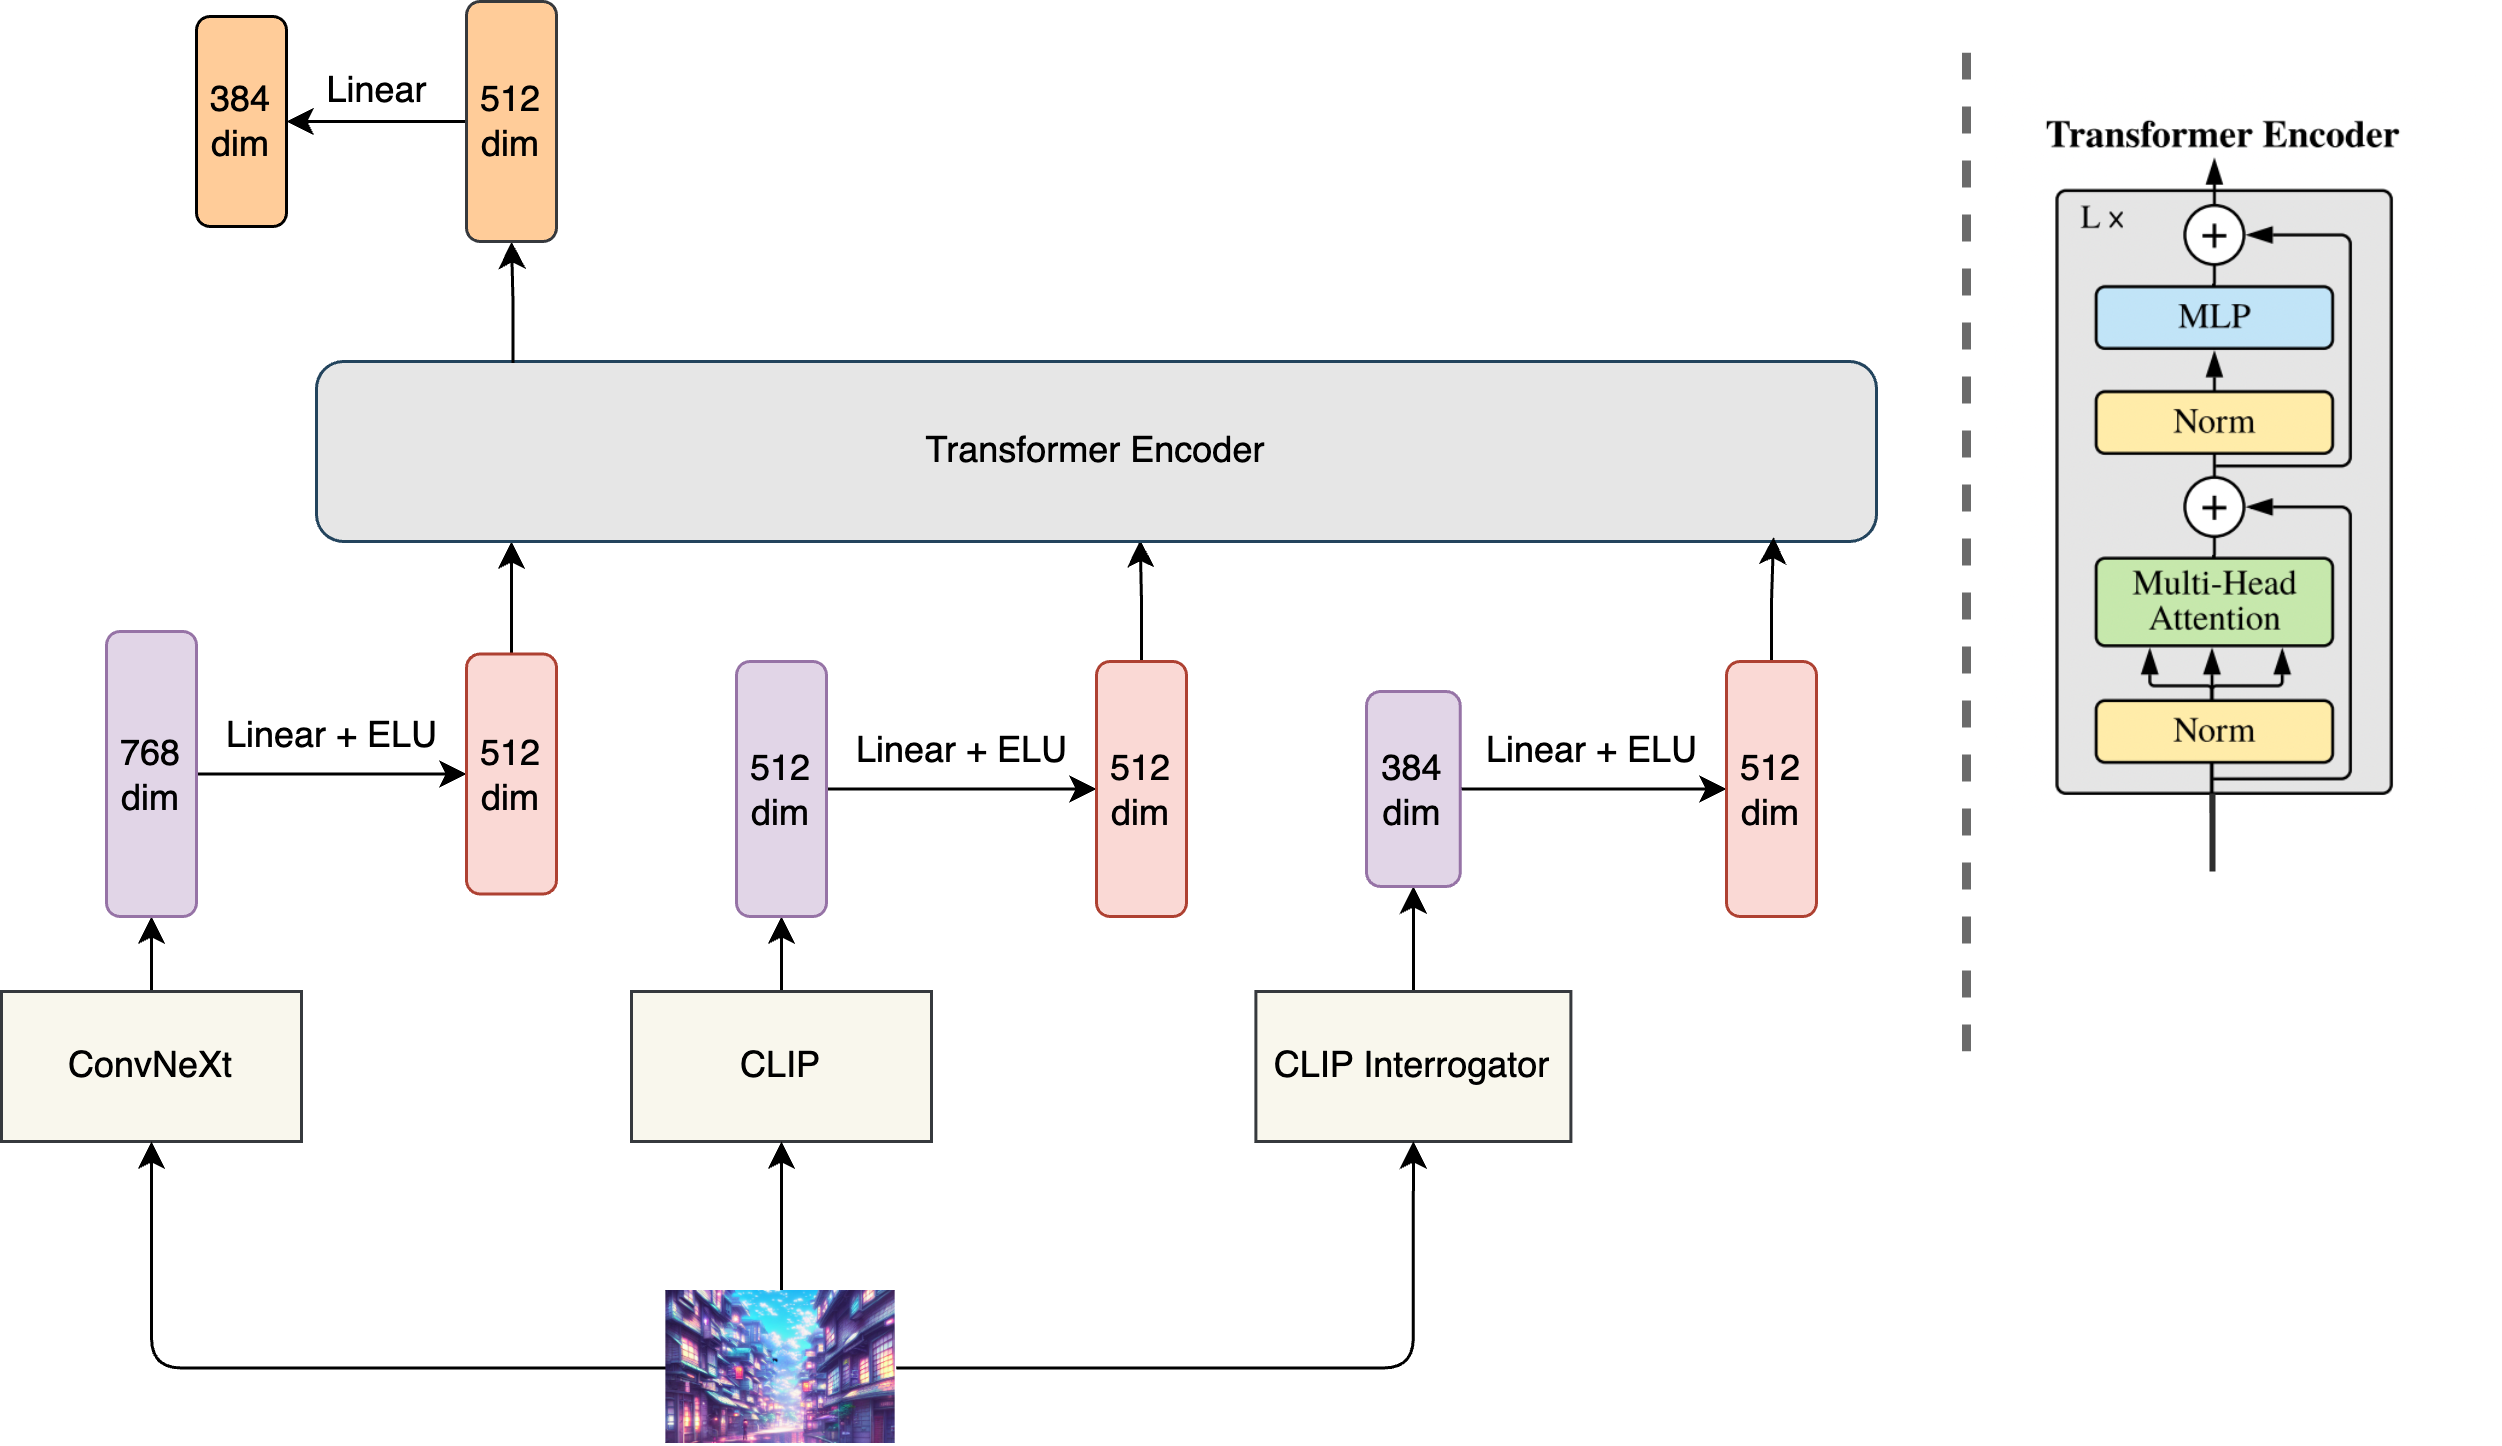 384
dim
Linear
512
dim
Transformer Encoder
768
dim
Linear + ELU
512
dim
512
dim
Linear + ELU
512
dim
384
dim
Linear + ELU
512
dim
ConvNeXt
CLIP
CLIP Interrogator
Transformer Encoder
L ×
+
MLP
Norm
+
Multi-Head
Attention
Norm